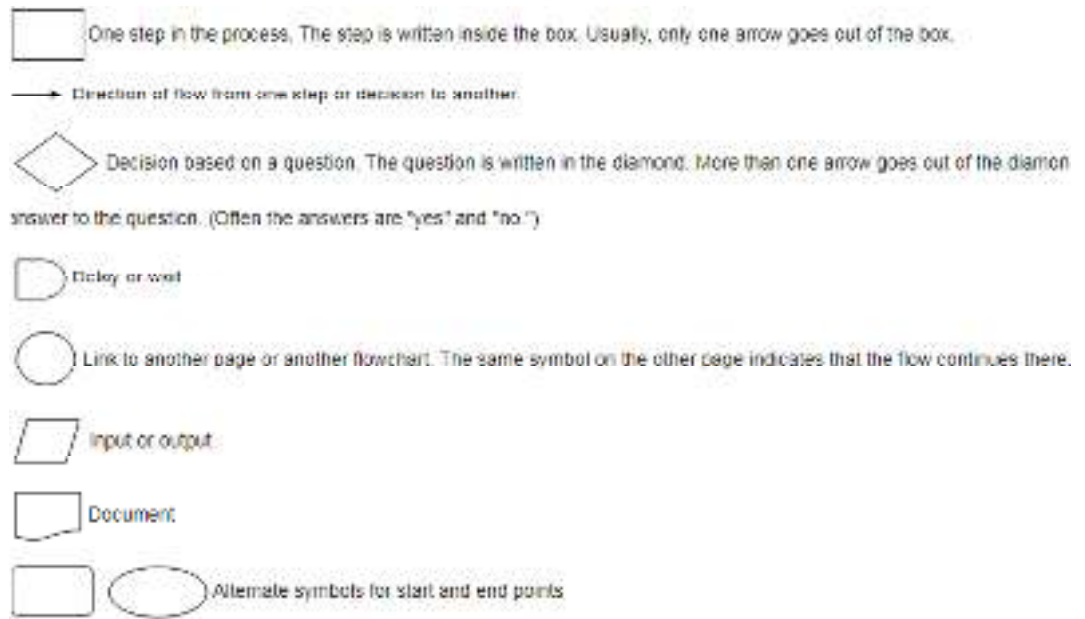 One step in the process. The step is written inside the box. Usually, only one arrow goes out of the box.
Direction of flow from one step or decision to another.
Decision based on a question. The question is written in the diamond. More than one arrow goes out of the diamon
answer to the question. (Often the answers are "yes" and "no.")
Delay or wait
Link to another page or another flowchart. The same symbol on the other page indicates that the flow continues there.
Input or output
Document
Alternate symbols for start and end points